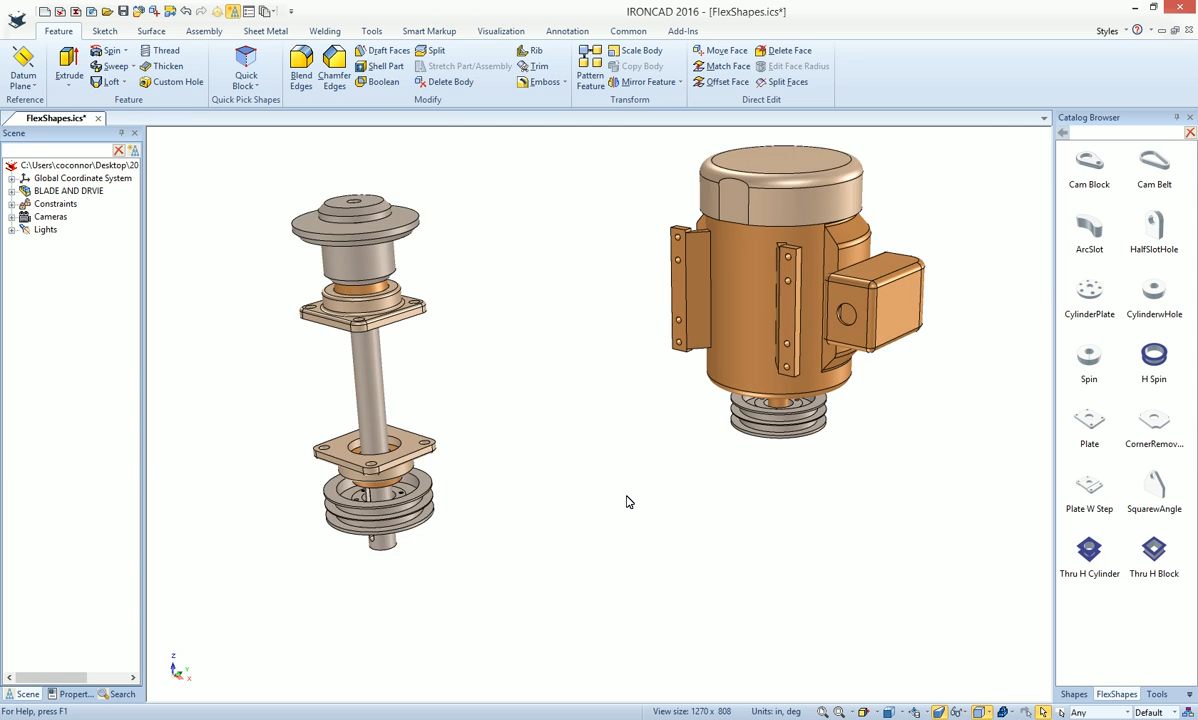 IRONCAD 2016 - [FlexShapes.ics*]
Feature Sketch Surface Assembly Sheet Metal Welding Tools Smart Markup Visualization Annotation Common Add-Ins Styles
Datum Plane
Reference
Extrude
Spin
Sweep
Loft
Thread
Thicken
Custom Hole
Feature
Quick Block
Quick Pick Shapes
Blend Edges
Chamfer Edges
Draft Faces
Shell Part
Boolean
Split
Stretch Part/Assembly
Delete Body
Rib
Trim
Emboss
Modify
Pattern Feature
Scale Body
Copy Body
Mirror Feature
Transform
Move Face
Match Face
Offset Face
Delete Face
Edit Face Radius
Split Faces
Direct Edit
FlexShapes.ics*
Scene
C:\Users\coconnor\Desktop\20
Global Coordinate System
BLADE AND DRVIE
Constraints
Cameras
Lights
Z
Y
X
Catalog Browser
Cam Block Cam Belt
ArcSlot HalfSlotHole
CylinderPlate CylinderwHole
Spin H Spin
Plate CornerRemov...
Plate W Step SquarewAngle
Thru H Cylinder Thru H Block
Scene Propert... Search
Shapes FlexShapes Tools
For Help, press F1
View size: 1270 x 808
Units: in, deg
Any
Default